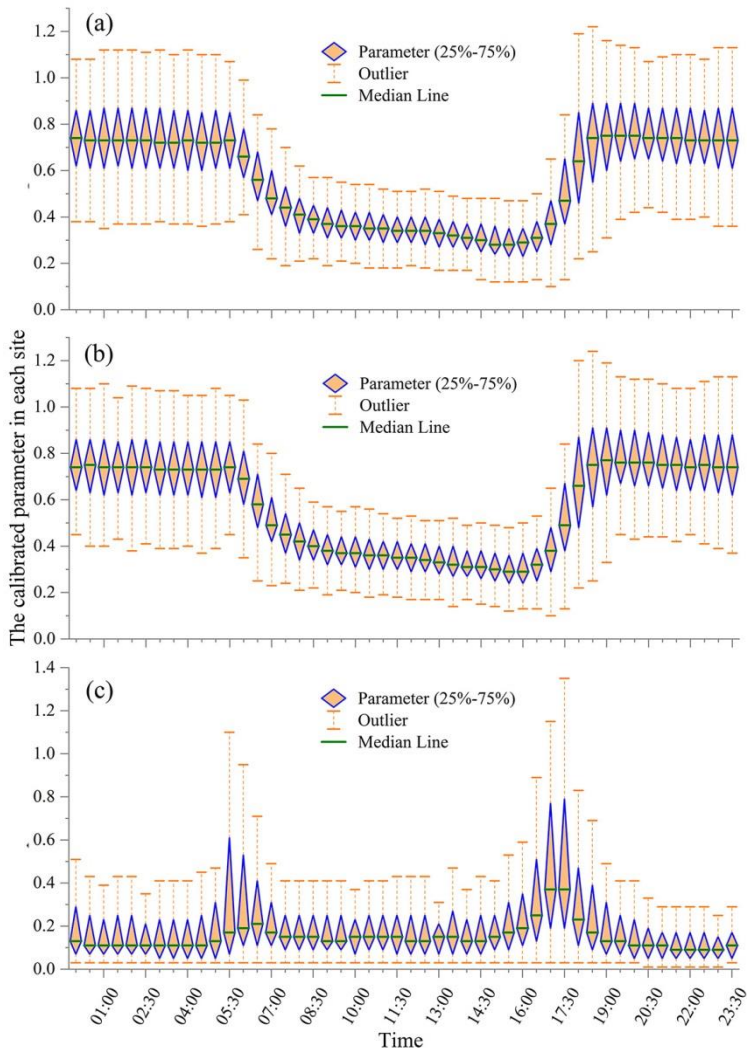 (a)
Parameter (25%-75%)
Outlier
Median Line
1.2
1.0
0.8
0.6
0.4
0.2
0.0
(b)
Parameter (25%-75%)
Outlier
Median Line
1.2
1.0
0.8
0.6
0.4
0.2
0.0
The calibrated parameter in each site
(c)
Parameter (25%-75%)
Outlier
Median Line
1.4
1.2
1.0
0.8
0.6
0.4
0.2
0.0
01:00 02:30 04:00 05:30 07:00 08:30 10:00 11:30 13:00 14:30 16:00 17:30 19:00 20:30 22:00 23:30
Time